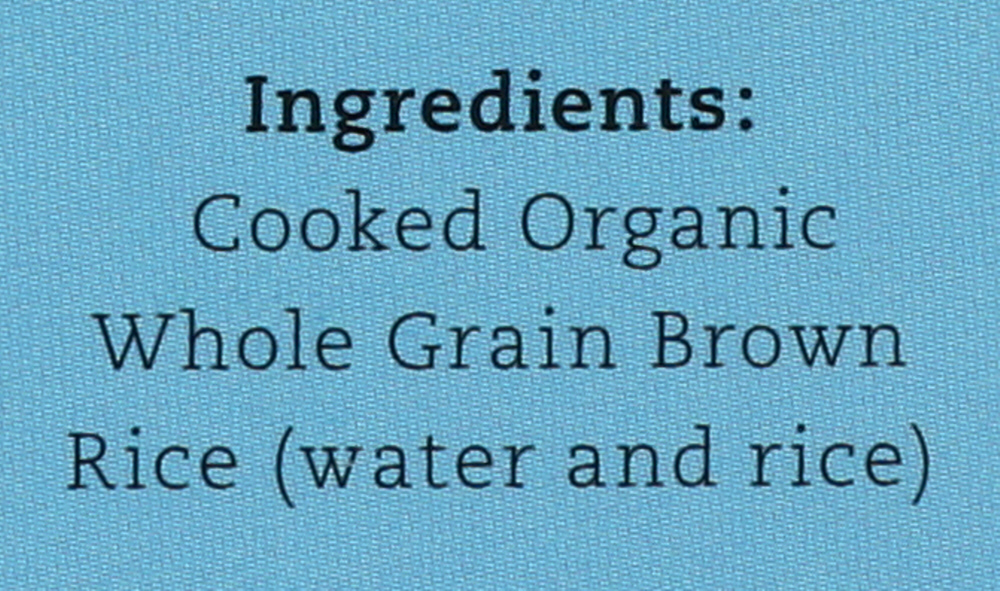 Ingredients:
Cooked Organic
Whole Grain Brown
Rice (water and rice)